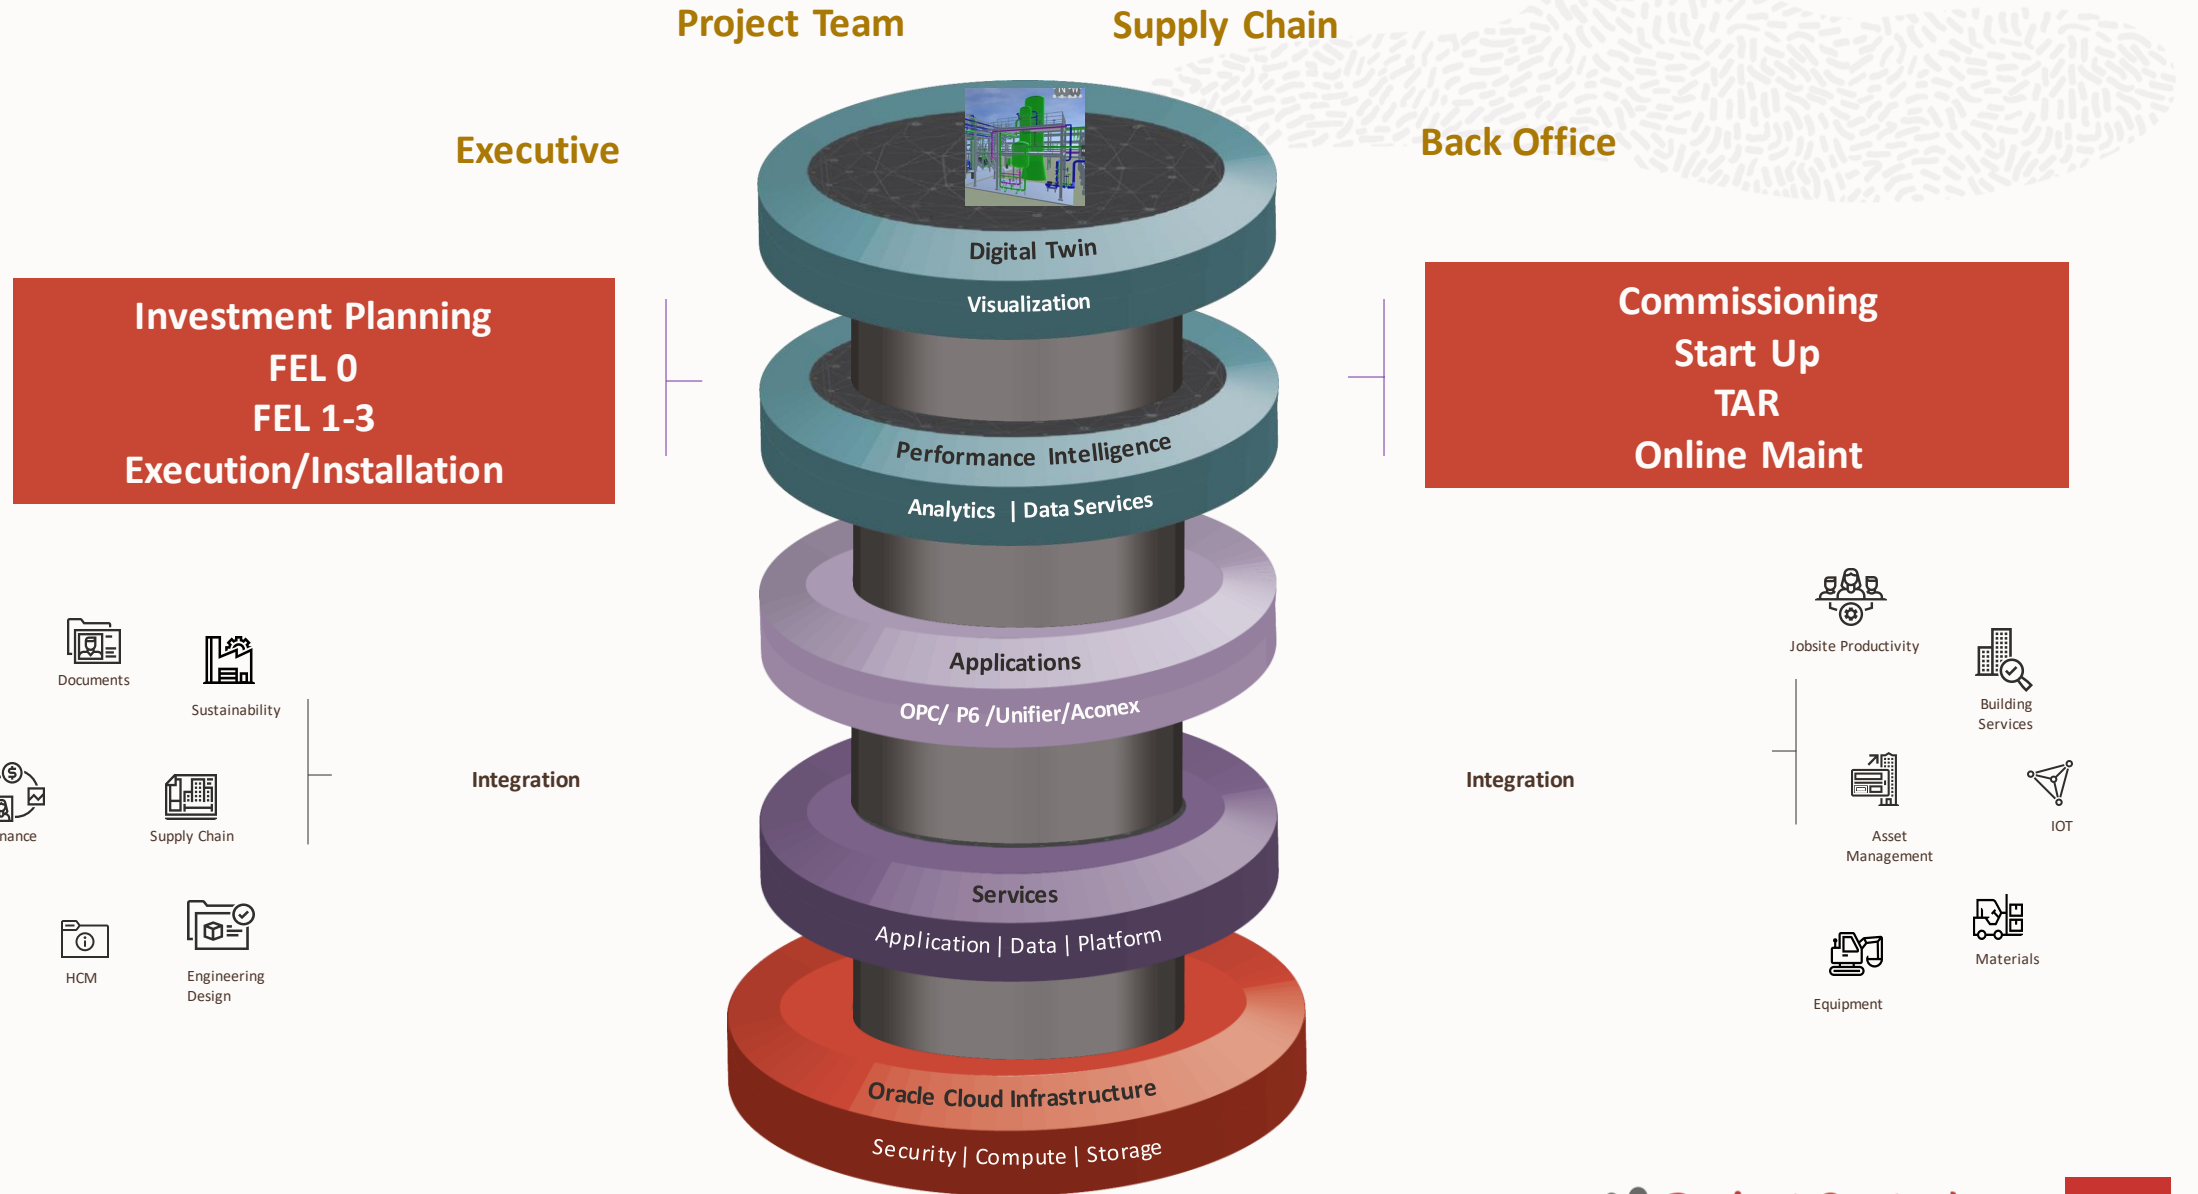 Project Team
Supply Chain
Executive
Back Office
Digital Twin
Visualization
Investment Planning
FEL 0
FEL 1-3
Execution/Installation
Commissioning
Start Up
TAR
Online Maint
Performance Intelligence
Analytics | Data Services
Applications
OPC/ P6 /Unifier/Aconex
Documents
Sustainability
nance
Supply Chain
HCM
Engineering
Design
Integration
Integration
Jobsite Productivity
Building
Services
Asset
Management
IOT
Materials
Equipment
Services
Application | Data | Platform
Oracle Cloud Infrastructure
Security | Compute | Storage